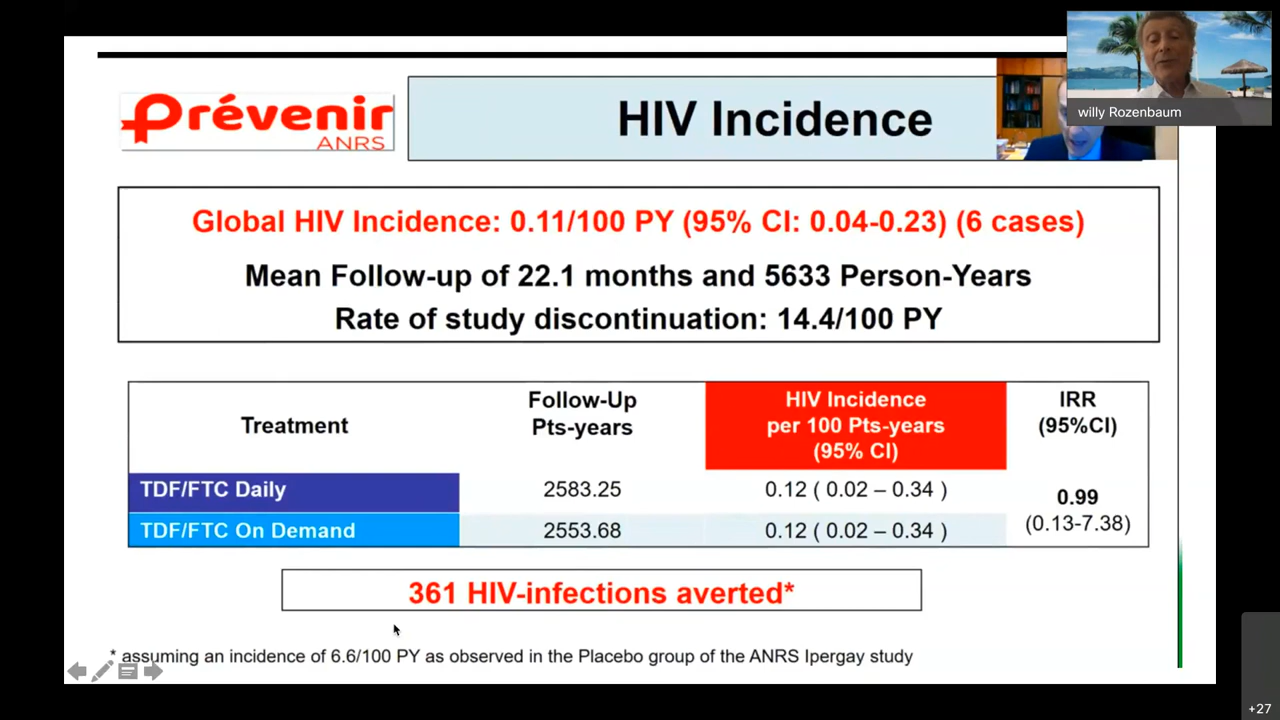 willy Rozenbaum
Prévenir
ANRS
HIV Incidence
Global HIV Incidence: 0.11/100 PY (95% CI: 0.04-0.23) (6 cases)
Mean Follow-up of 22.1 months and 5633 Person-Years
Rate of study discontinuation: 14.4/100 PY
Treatment
Follow-Up
Pts-years
HIV Incidence
per 100 Pts-years
(95% CI)
IRR
(95%CI)
TDF/FTC Daily
2583.25
0.12 ( 0.02 – 0.34 )
TDF/FTC On Demand
2553.68
0.12 ( 0.02 – 0.34 )
0.99
(0.13-7.38)
361 HIV-infections averted*
* assuming an incidence of 6.6/100 PY as observed in the Placebo group of the ANRS Ipergay study
+27